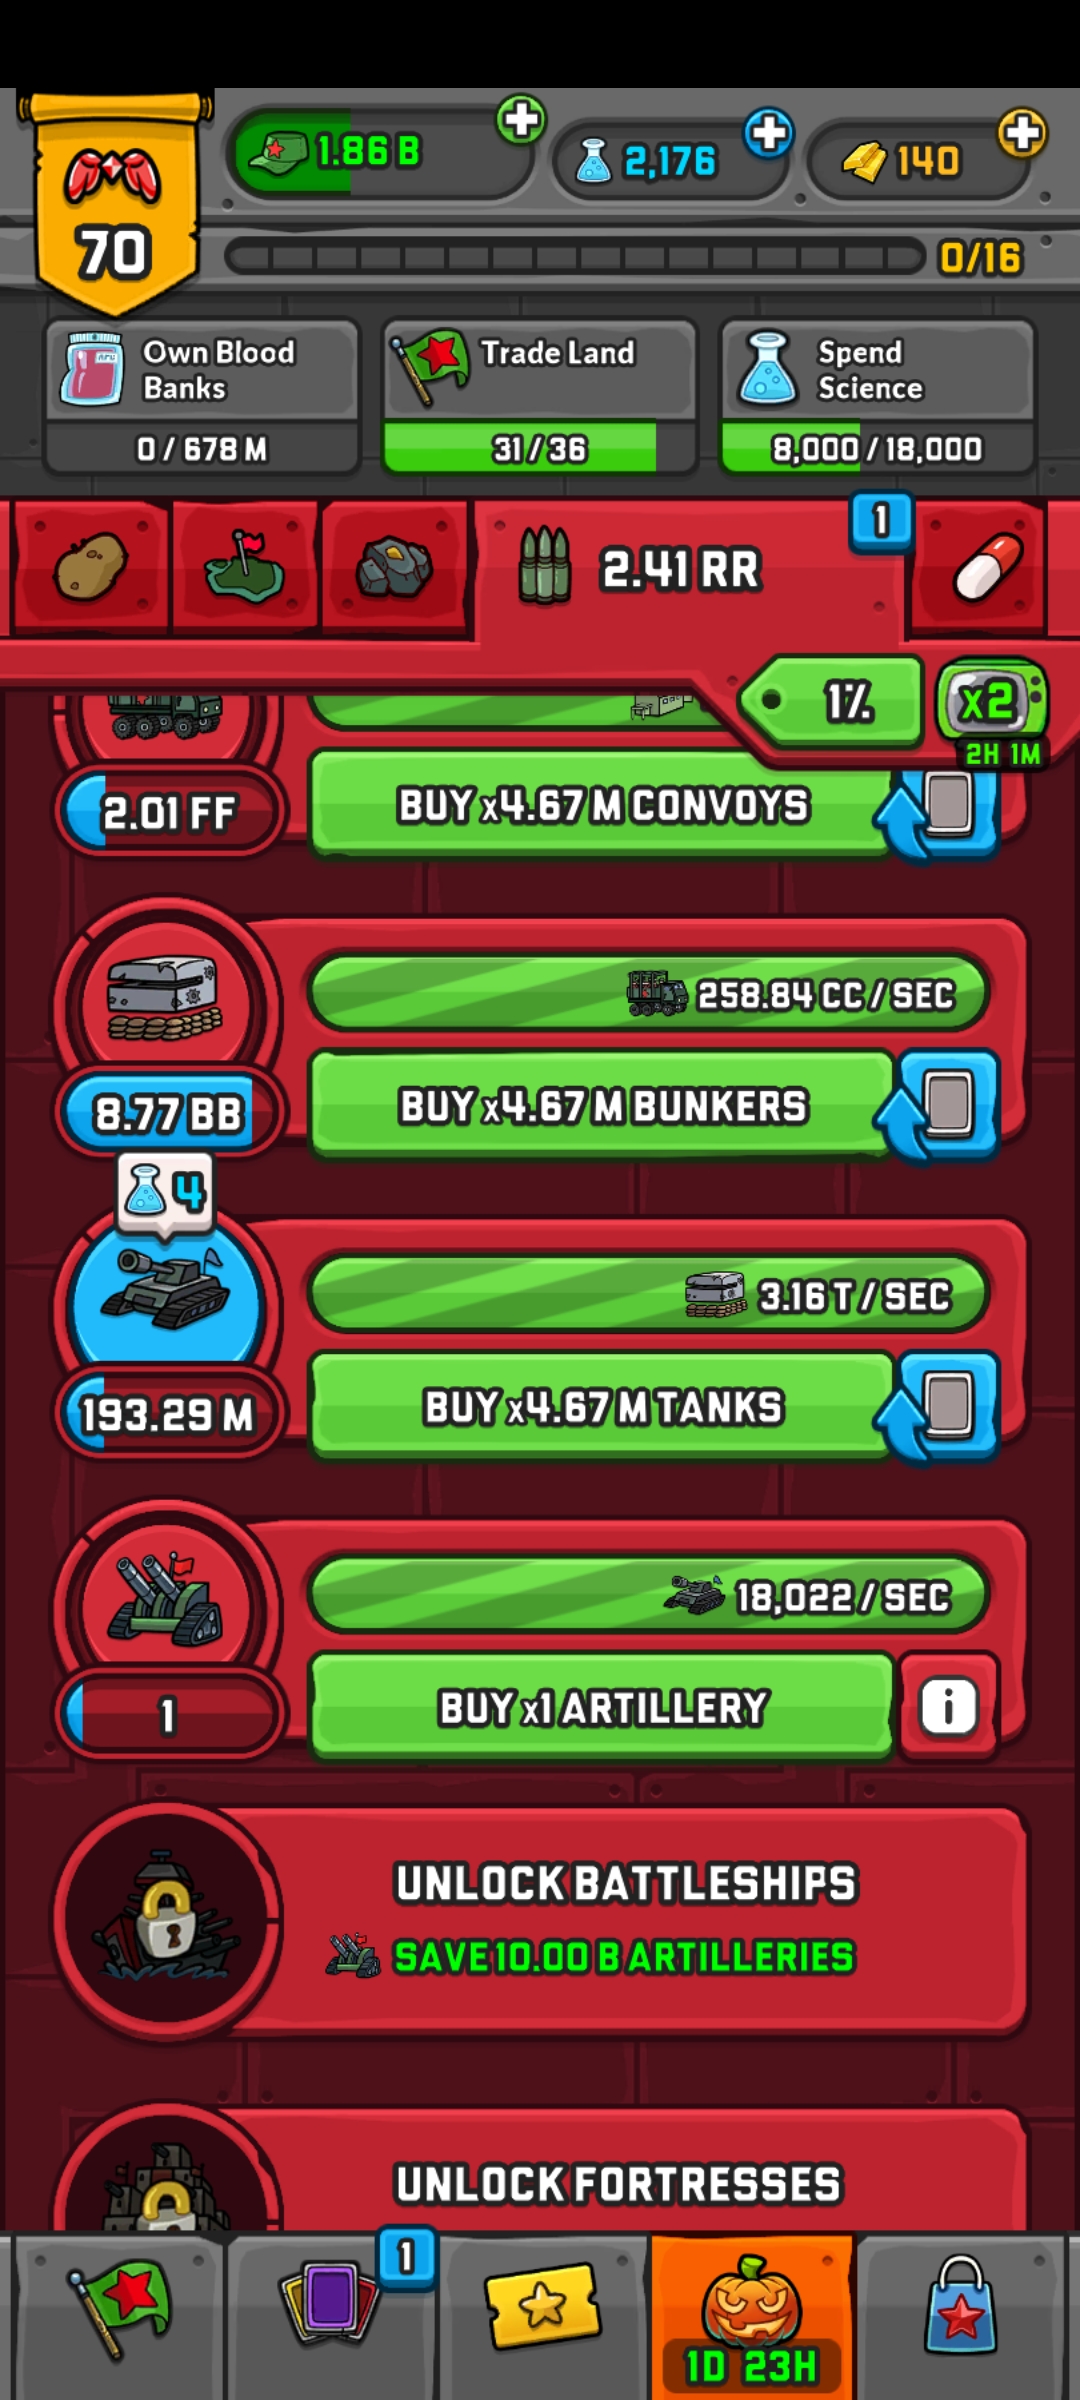 1.86 B
2,176
140
70
0/16
Own Blood
Banks
0 / 678 M
Trade Land
31 / 36
Spend
Science
8,000 / 18,000
2.41 RR
1
1%
x2
2H 1M
2.01 FF
BUY x4.67 M CONVOYS
258.84 CC / SEC
8.77 BB
BUY x4.67 M BUNKERS
4
3.16 T / SEC
193.29 M
BUY x4.67 M TANKS
18,022 / SEC
1
BUY x1 ARTILLERY
i
UNLOCK BATTLESHIPS
SAVE 10.00 B ARTILLERIES
UNLOCK FORTRESSES
1
1D 23H